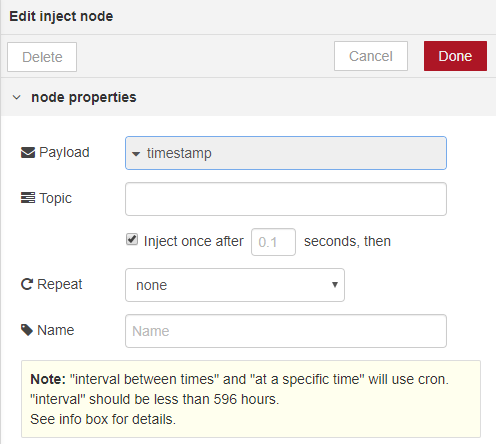 Edit inject node
Delete
Cancel
Done
node properties
Payload
timestamp
Topic
Inject once after 0.1 seconds, then
Repeat
none
Name
Name
Note: "interval between times" and "at a specific time" will use cron.
"interval" should be less than 596 hours.
See info box for details.